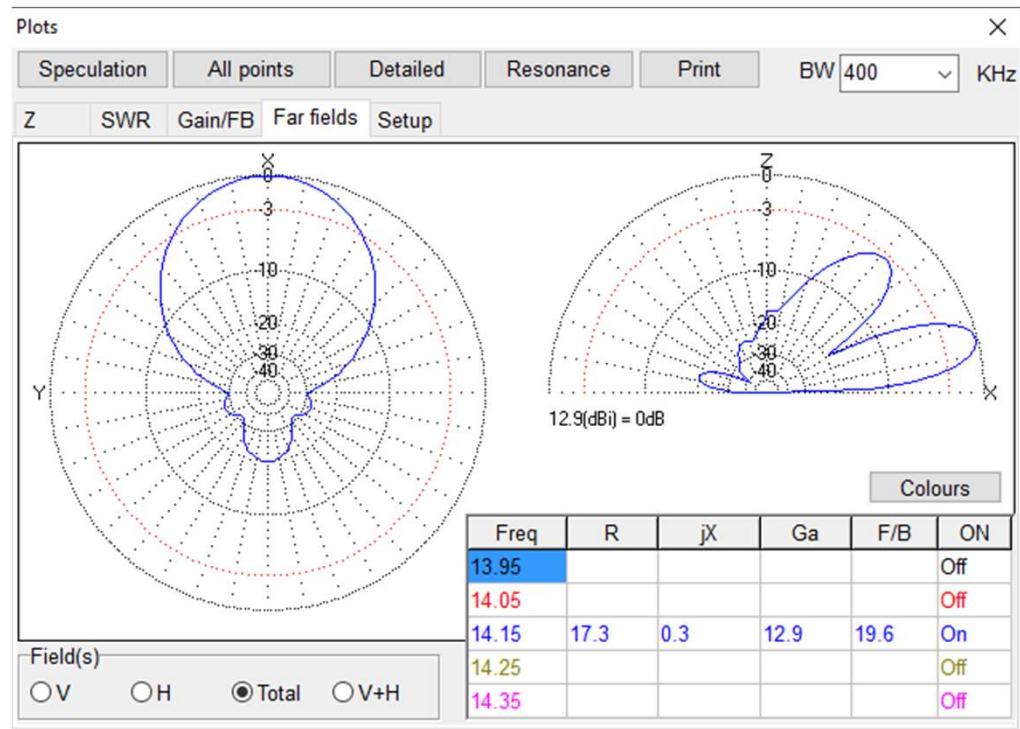 Plots
Speculation All points Detailed Resonance Print BW 400 KHz
Z SWR Gain/FB Far fields Setup
X
0
-3
-10
-20
-30
-40
Y
Z
0
-3
-10
-20
-30
-40
X
12.9(dBi) = 0dB
Colours
Freq R jX Ga F/B ON
13.95 Off
14.05 Off
14.15 17.3 0.3 12.9 19.6 On
14.25 Off
14.35 Off
Field(s)
V H Total V+H